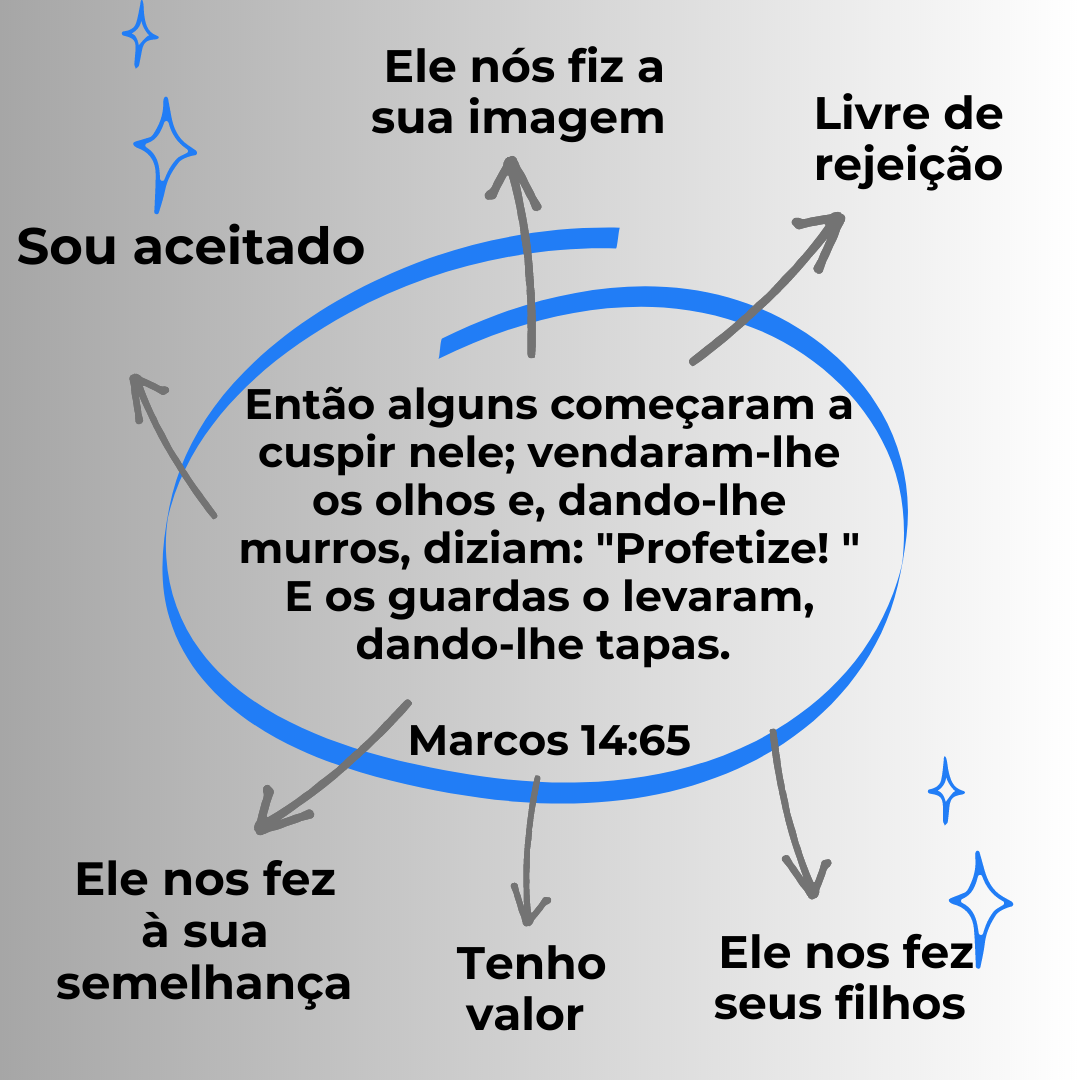 Ele nós fiz a
sua imagem
Livre de
rejeição
Sou aceitado
Então alguns começaram a
cuspir nele; vendaram-lhe
os olhos e, dando-lhe
murros, diziam: "Profetize! "
E os guardas o levaram,
dando-lhe tapas.
Marcos 14:65
Ele nos fez
à sua
semelhança
Tenho
valor
Ele nos fez
seus filhos